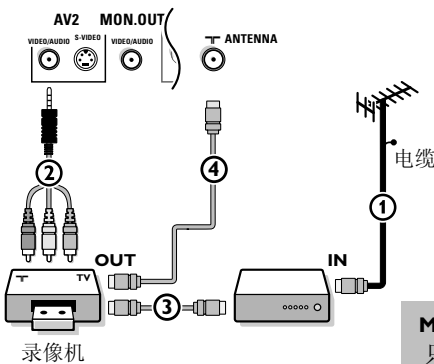 AV2 MON.OUT
VIDEO/AUDIO S-VIDEO VIDEO/AUDIO ANTENNA
电缆
2
4
1
OUT IN
TV
3
录像机
M